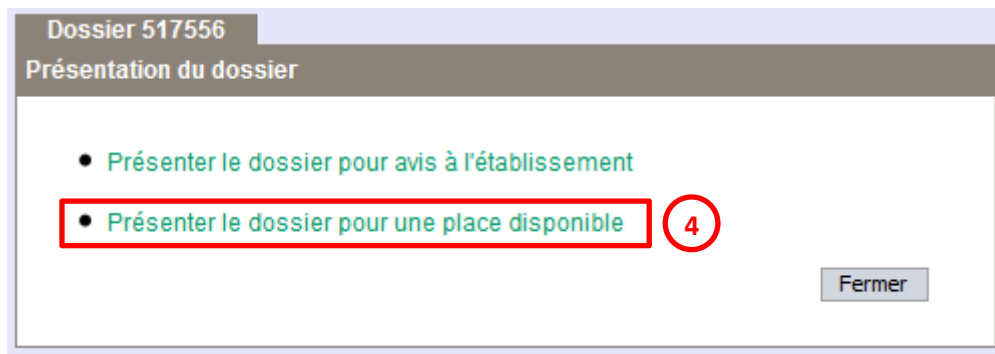 Dossier 517556
Présentation du dossier
Présenter le dossier pour avis à l'établissement
Présenter le dossier pour une place disponible
4
Fermer